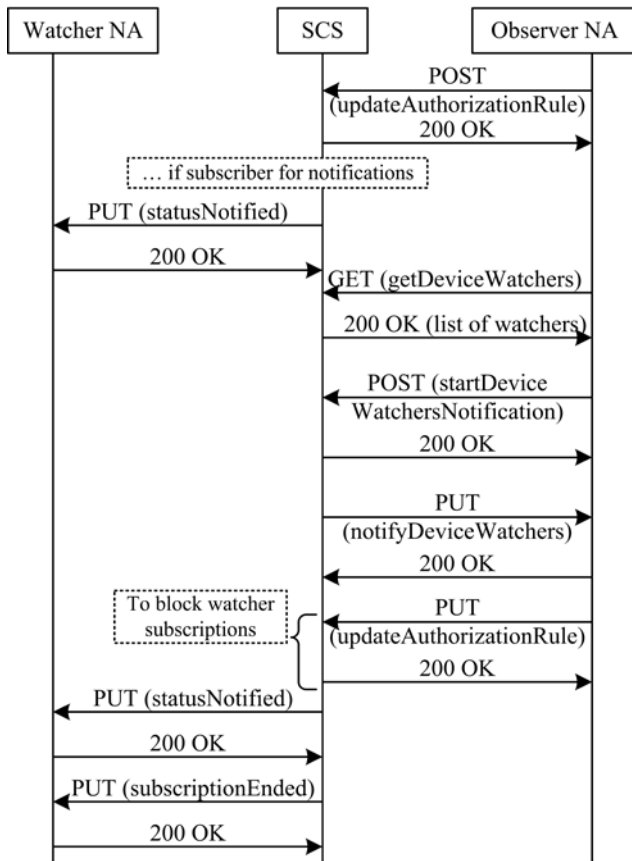 Watcher NA
SCS
Observer NA
POST
(updateAuthorizationRule)
200 OK
... if subscriber for notifications
PUT (statusNotified)
200 OK
GET (getDeviceWatchers)
200 OK (list of watchers)
POST (startDevice
WatchersNotification)
200 OK
PUT
(notifyDeviceWatchers)
200 OK
To block watcher
subscriptions
PUT
(updateAuthorizationRule)
200 OK
PUT (statusNotified)
200 OK
PUT (subscriptionEnded)
200 OK